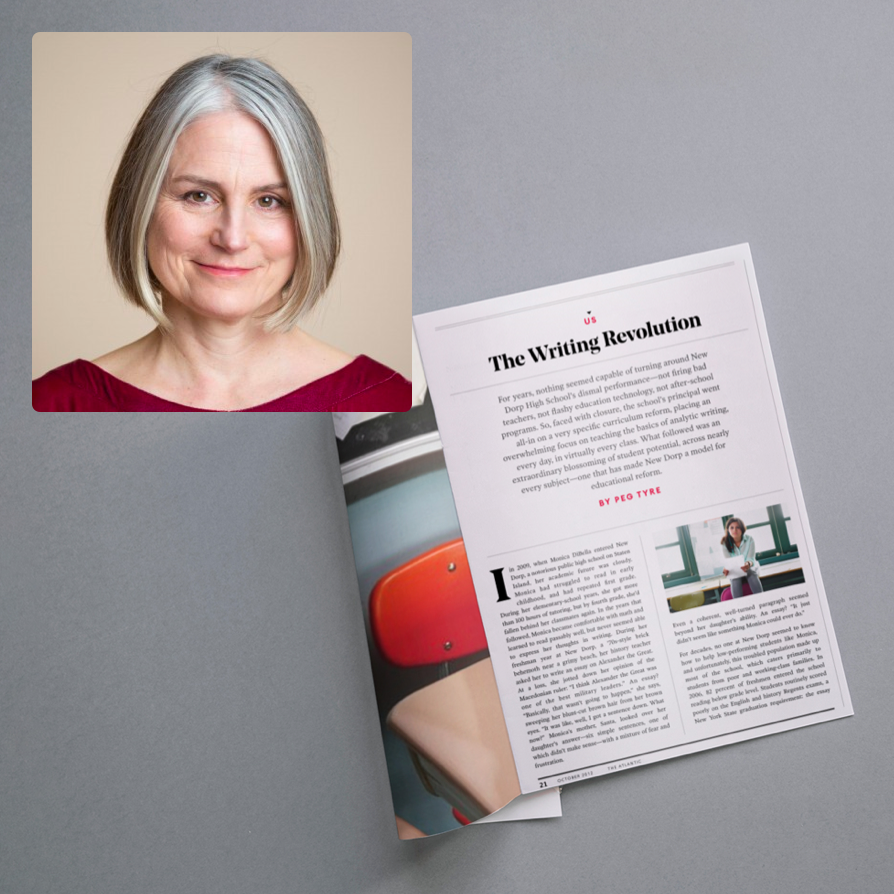 US
The Writing Revolution
For years, nothing seemed capable of turning around New
Dorp High School's dismal performance—not firing bad
teachers, not flashy education technology, not after-school
programs. So, faced with closure, the school's principal went
all-in on a very specific curriculum reform, placing an
overwhelming focus on teaching the basics of analytic writing,
every day, in virtually every class. What followed was an
extraordinary blossoming of student potential, across nearly
every subject—one that has made New Dorp a model for
educational reform.
BY PEG TYRE
I
in 2009, when Monica DiBella entered New
Dorp, a notorious public high school on Staten
Island, her academic future was cloudy.
Monica had struggled to read in early
childhood, and had repeated first grade.
During her elementary-school years, she got more
than 100 hours of tutoring, but by fourth grade, she'd
fallen behind her classmates again. In the years that
followed, Monica became comfortable with math and
learned to read passably well, but never seemed able
to express her thoughts in writing. During her
freshman year at New Dorp, a '70s-style brick
behemoth near a grimy beach, her history teacher
asked her to write an essay on Alexander the Great.
At a loss, she jotted down her opinion of the
Macedonian ruler: "I think Alexander the Great was
one of the best military leaders." An essay?
"Basically, that wasn't going to happen," she says,
sweeping her blunt-cut brown hair from her brown
eyes. "It was like, well, I got a sentence down. What
now?" Monica's mother, Santa, looked over her
daughter's answer—six simple sentences, one of
which didn't make sense—with a mixture of fear and
frustration.
Even a coherent, well-turned paragraph seemed
beyond her daughter's ability. An essay? "It just
didn't seem like something Monica could ever do."
For decades, no one at New Dorp seemed to know
how to help low-performing students like Monica,
and unfortunately, this troubled population made up
most of the school, which caters primarily to
students from poor and working-class families. In
2006, 82 percent of freshmen entered the school
reading below grade level. Students routinely scored
poorly on the English and history Regents exams, a
New York State graduation requirement: the essay
21 OCTOBER 2012 THE ATLANTIC